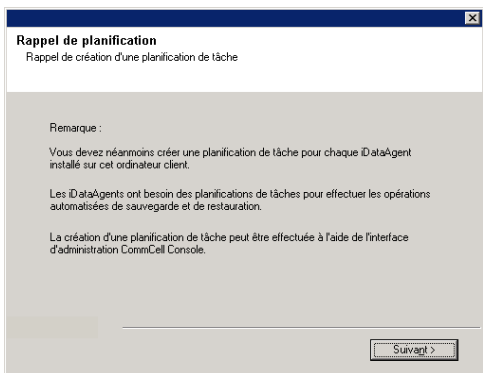 Rappel de planification
Rappel de création d'une planification de tâche
Remarque :
Vous devez néanmoins créer une planification de tâche pour chaque iDataAgent
installé sur cet ordinateur client.
Les iDataAgents ont besoin des planifications de tâches pour effectuer les opérations
automatisées de sauvegarde et de restauration.
La création d'une planification de tâche peut être effectuée à l'aide de l'interface
d'administration CommCell Console.
Suivant >